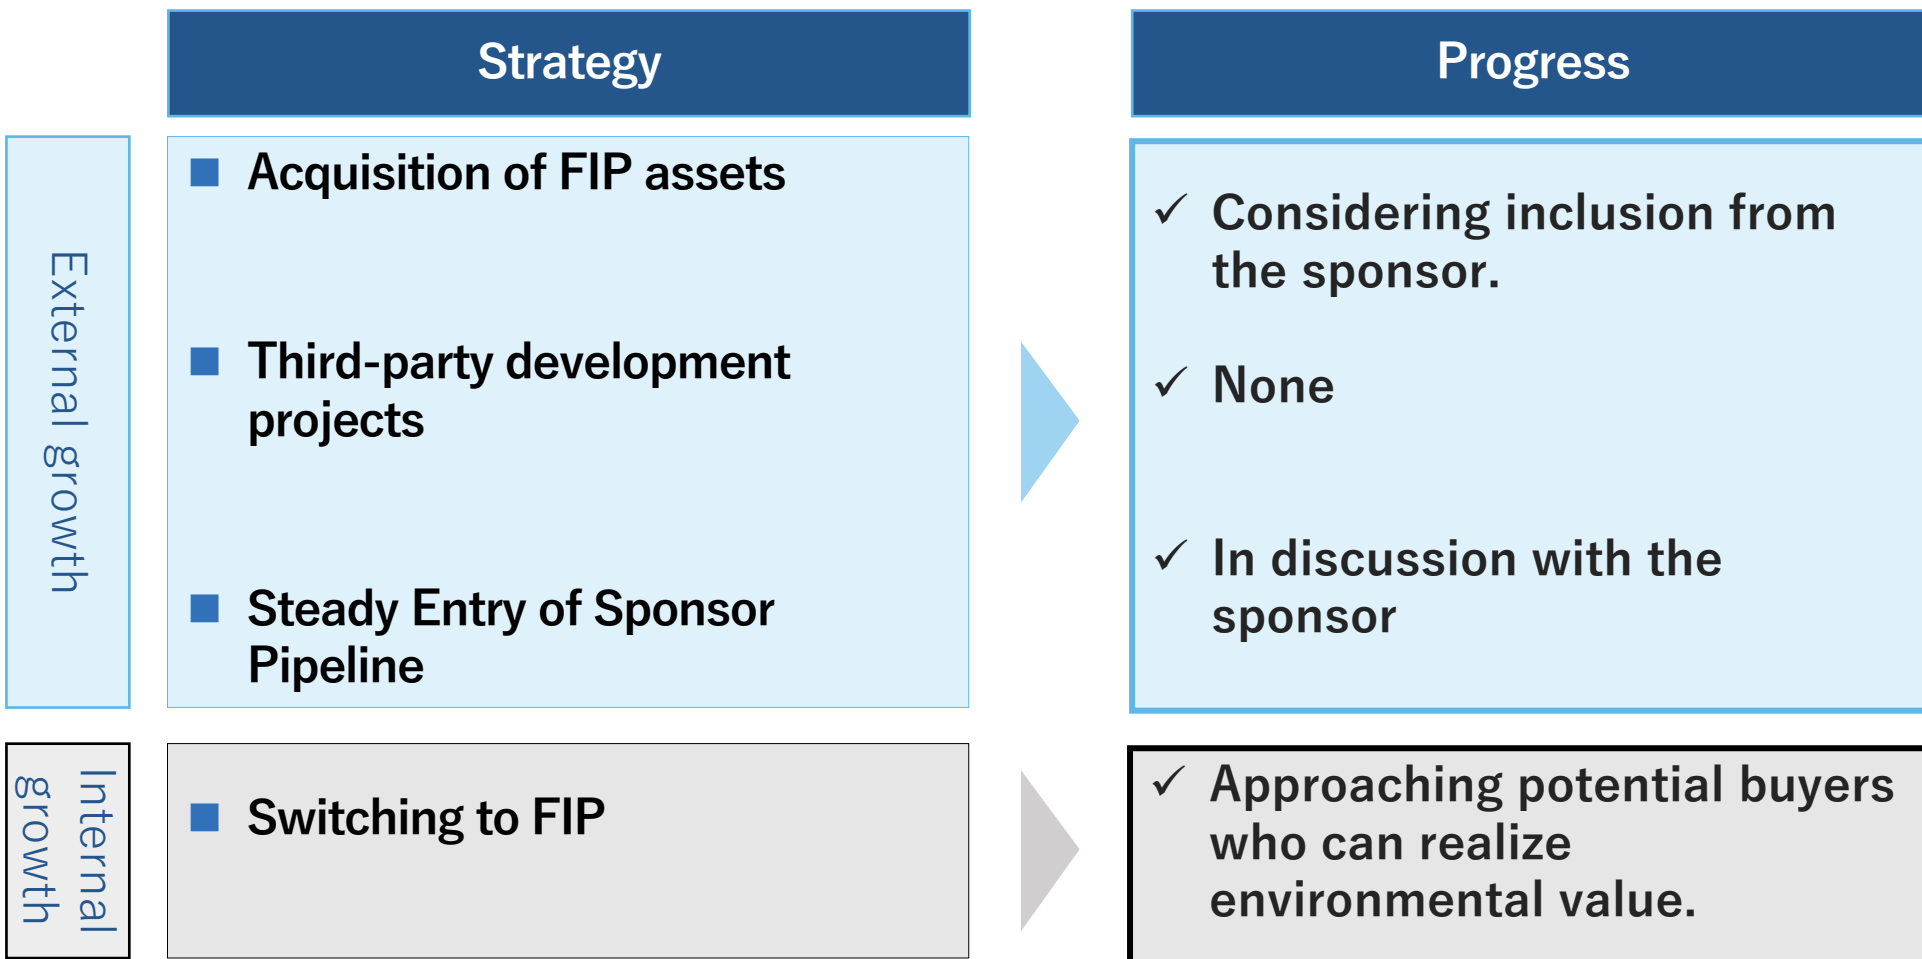 Strategy
Progress
External growth
■ Acquisition of FIP assets
■ Third-party development
projects
■ Steady Entry of Sponsor
Pipeline
✓ Considering inclusion from
the sponsor.
✓ None
✓ In discussion with the
sponsor
Internal
growth
■ Switching to FIP
✓ Approaching potential buyers
who can realize
environmental value.